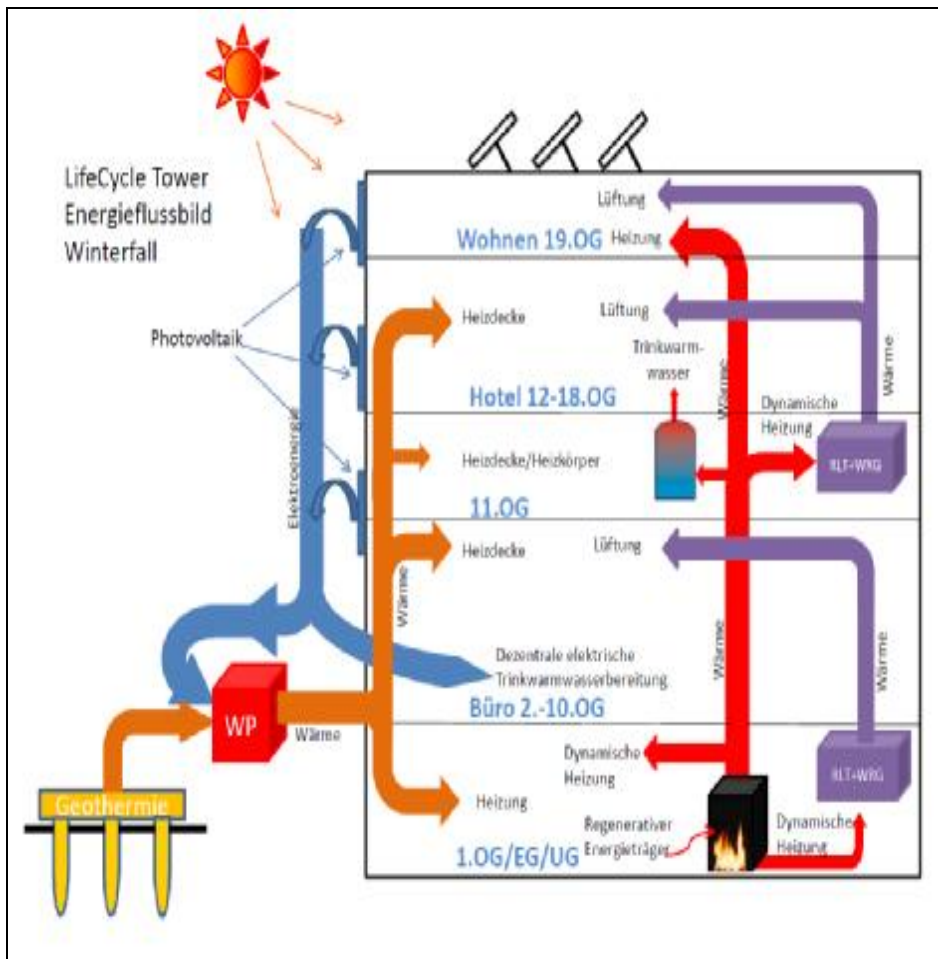 LifeCycle Tower
Energieflussbild
Winterfall
Photovoltaik
Elektroenergie
Lüftung
Wohnen 19.OG
Heizung
Heizdecke
Lüftung
Trinkwarm-
wasser
Wärme
Wärme
Hotel 12-18.OG
Dynamische
Heizung
Heizdecke/Heizkörper
RLT+WRG
11.OG
Heizdecke
Lüftung
Wärme
Wärme
Wärme
Dezentrale elektrische
Trinkwarmwasserbereitung
Büro 2.-10.OG
WP
Wärme
Dynamische
Heizung
RLT+WRG
Geothermie
Heizung
Regenerativer
Energieträger
Dynamische
Heizung
1.OG/EG/UG